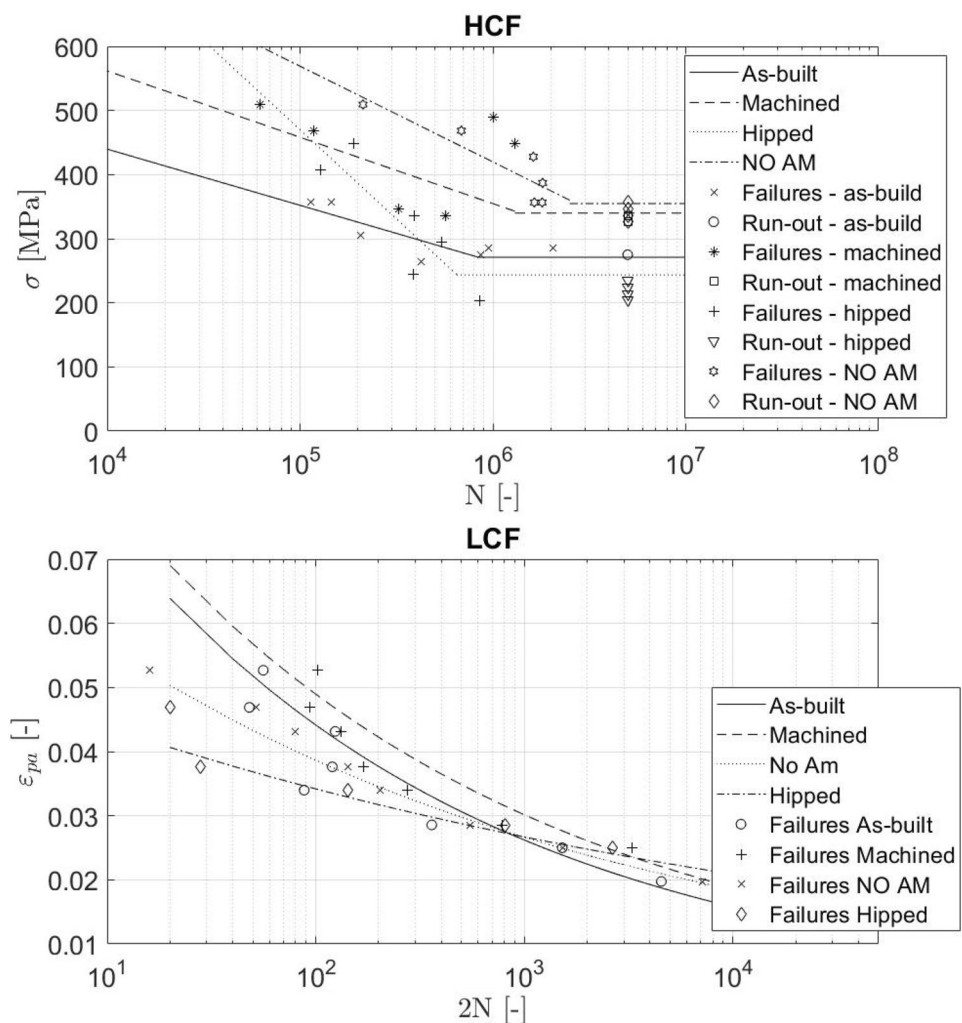 HCF
600
500
400
300
200
100
0
σ [MPa]
10^4 10^5 10^6 10^7 10^8
N [-]
As-built
Machined
Hipped
NO AM
Failures - as-build
Run-out - as-build
Failures - machined
Run-out - machined
Failures - hipped
Run-out - hipped
Failures - NO AM
Run-out - NO AM
LCF
0.07
0.06
0.05
0.04
0.03
0.02
0.01
ε_pa [-]
10^1 10^2 10^3 10^4
2N [-]
As-built
Machined
No Am
Hipped
Failures As-built
Failures Machined
Failures NO AM
Failures Hipped